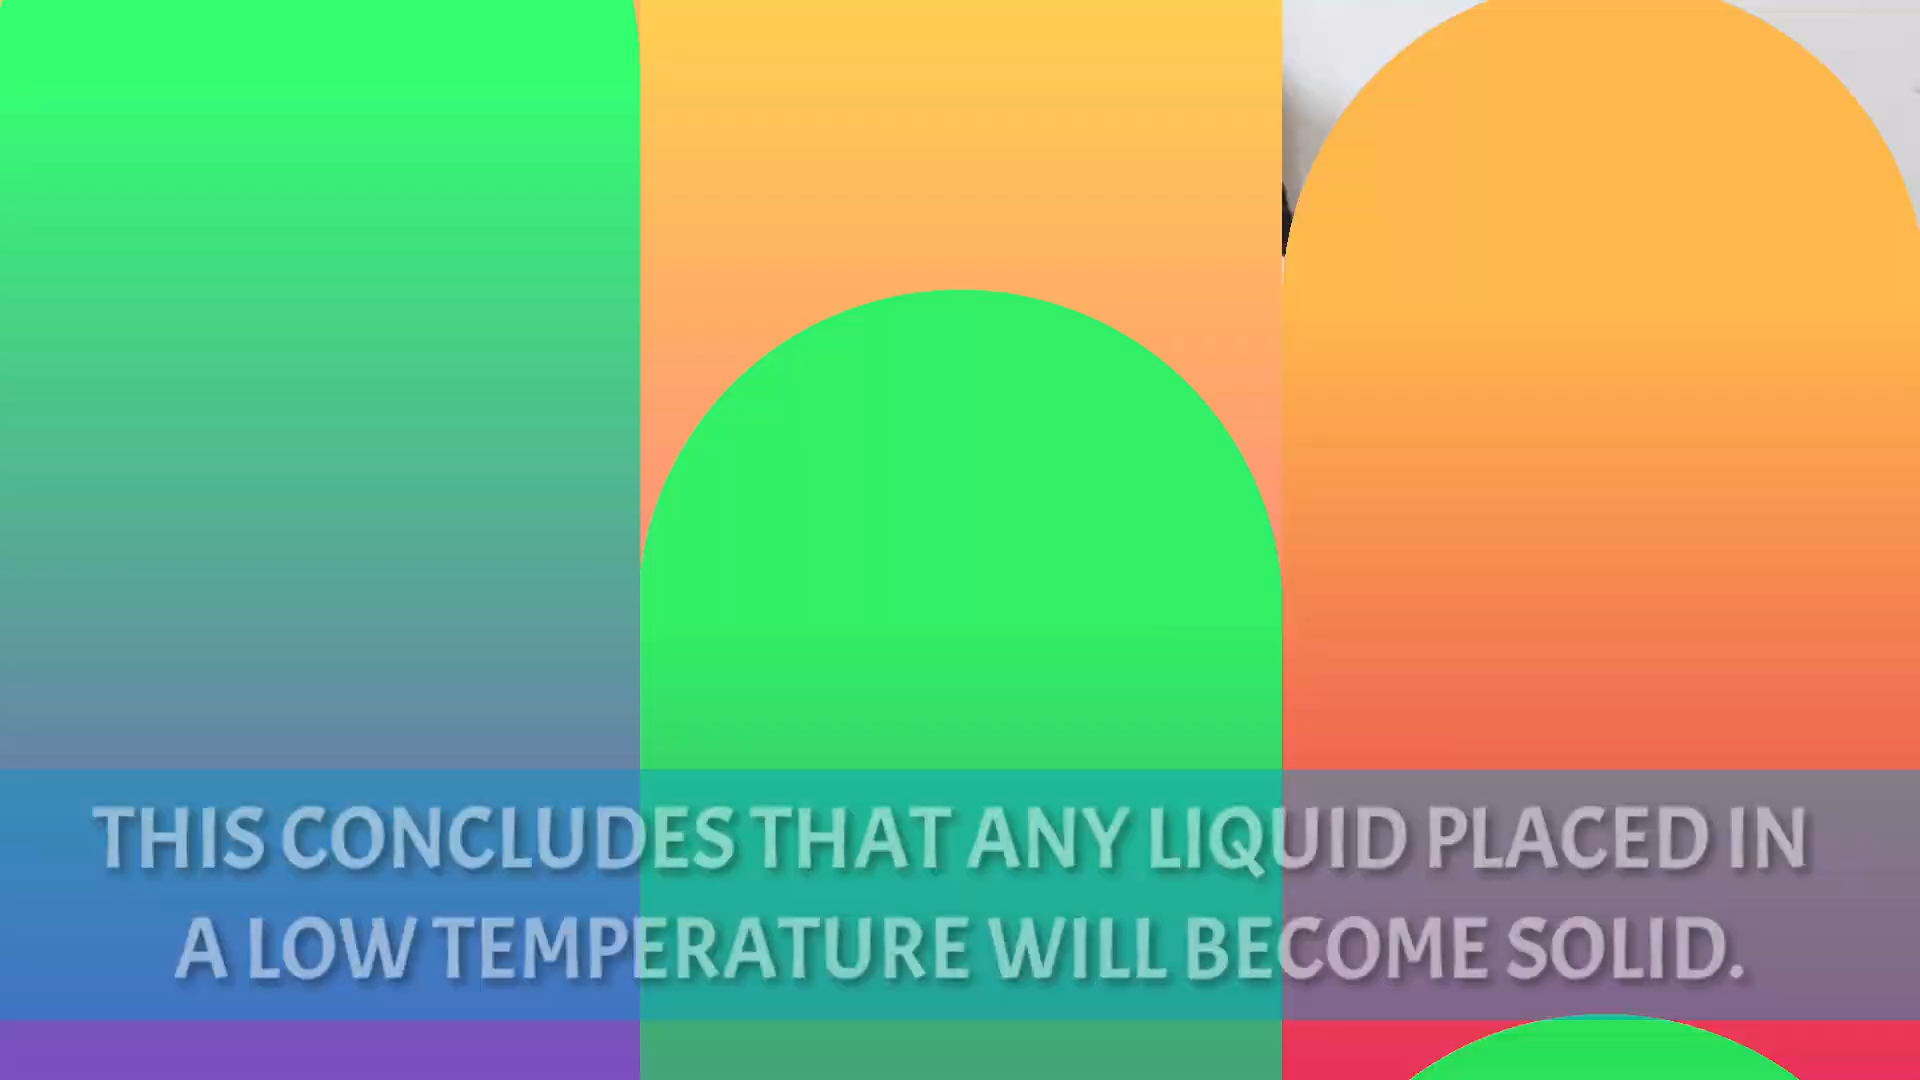 THIS CONCLUDES THAT ANY LIQUID PLACED IN
A LOW TEMPERATURE WILL BECOME SOLID.